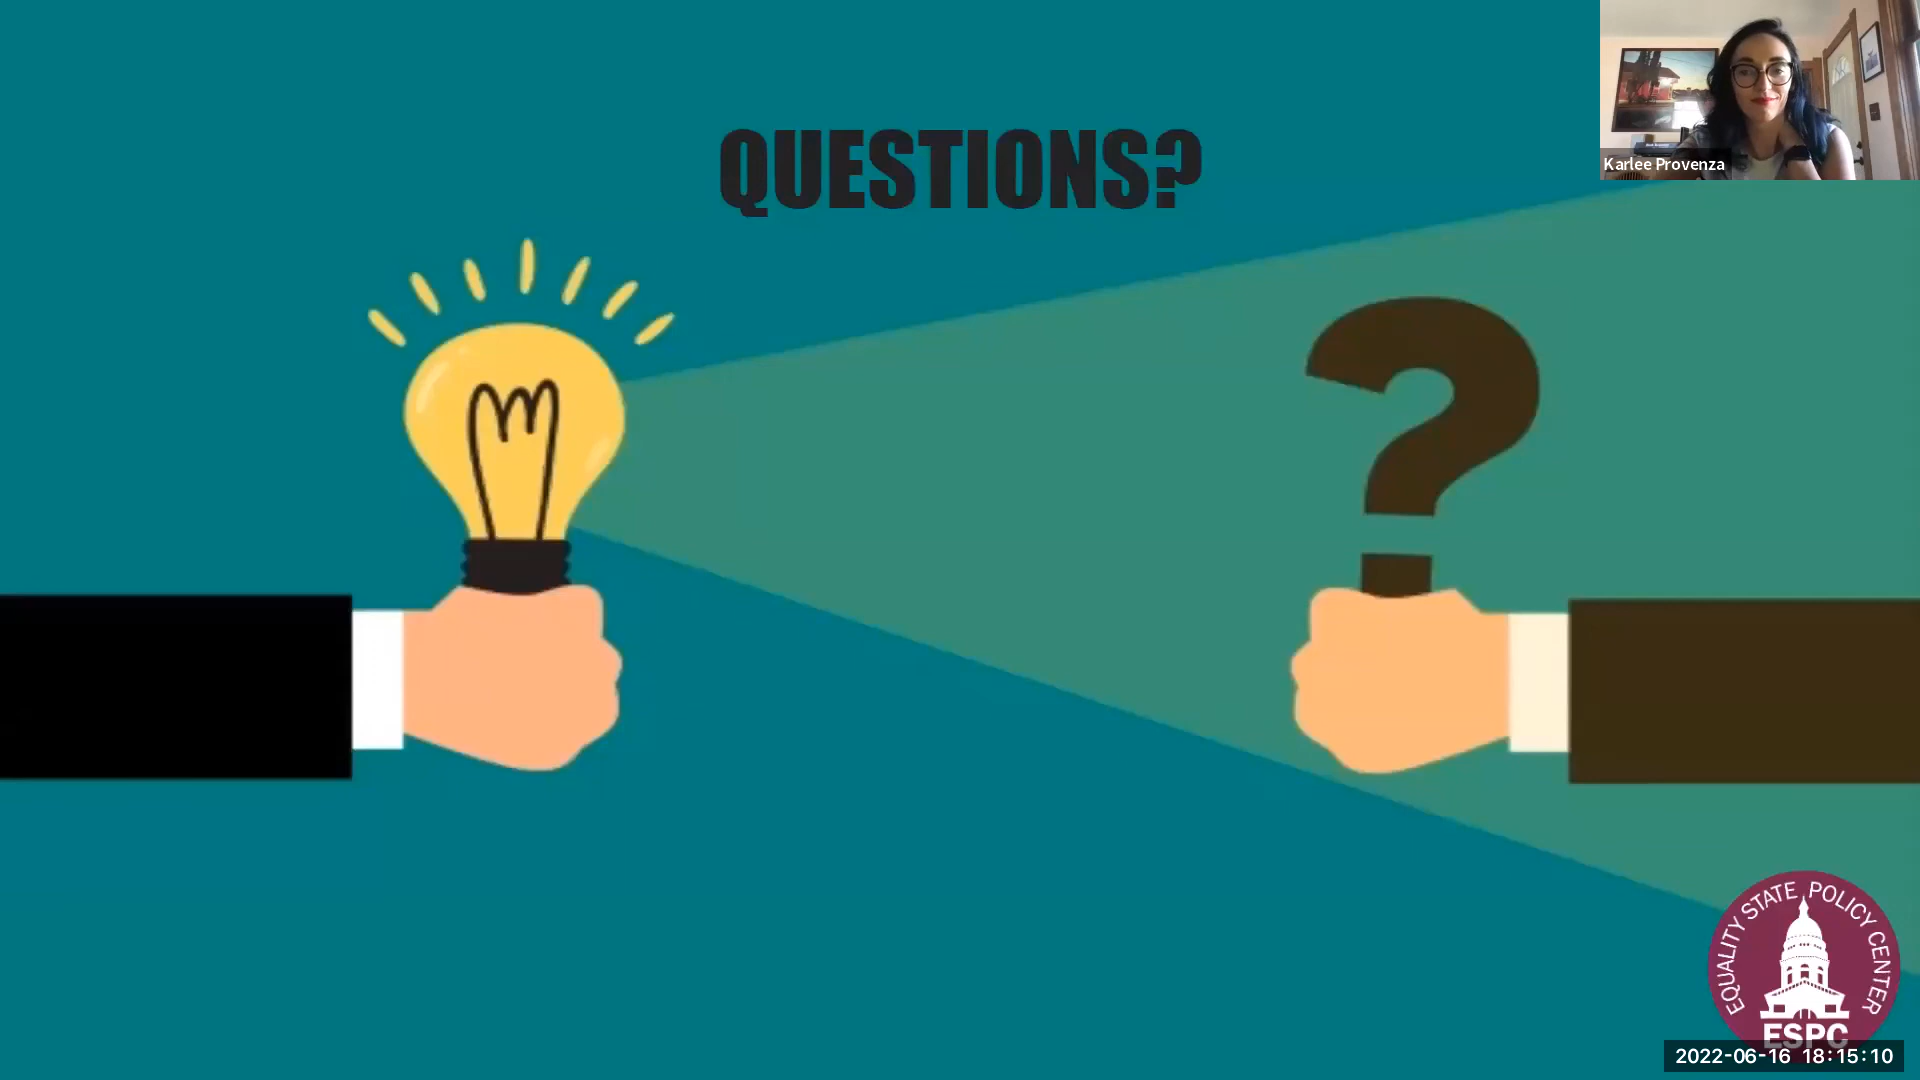 QUESTIONS?
Karlee Provenza
EQUALITY STATE POLICY CENTER
ESPC
2022-06-16 18:15:10